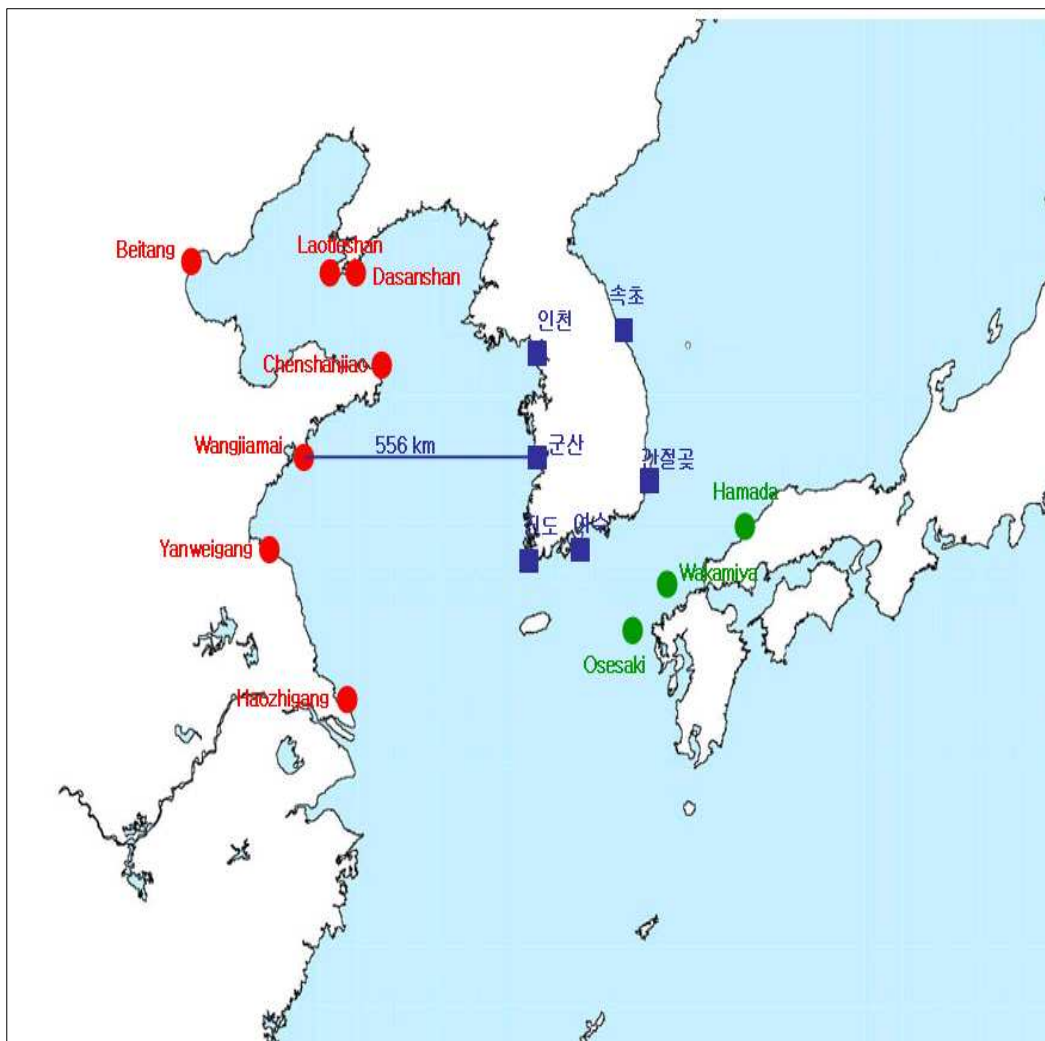 속초
Laotieshan
Beitang
Dasanshan
인천
Chenshanjiao
Wangjiamai
556 km
군산
간절곶
Hamada
진도
여수
Yanweigang
Wakamiya
Osesaki
Haozhigang